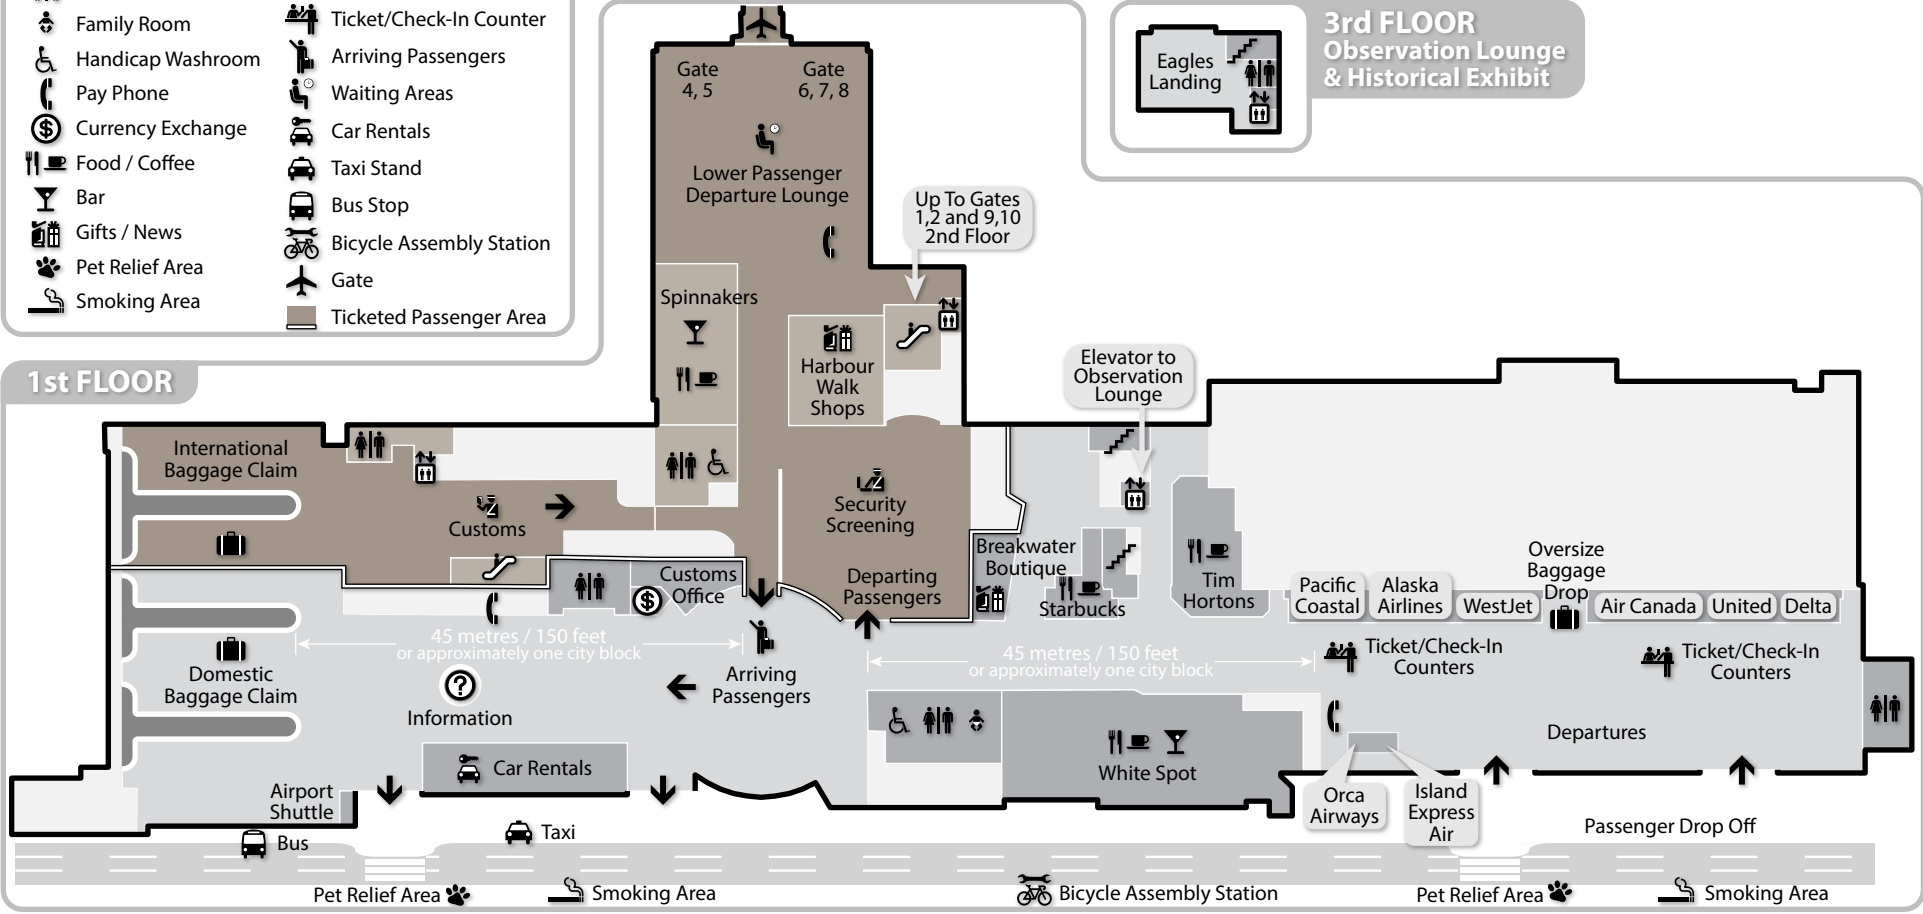 Family Room
Handicap Washroom
Pay Phone
Currency Exchange
Food / Coffee
Bar
Gifts / News
Pet Relief Area
Smoking Area
Ticket/Check-In Counter
Arriving Passengers
Waiting Areas
Car Rentals
Taxi Stand
Bus Stop
Bicycle Assembly Station
Gate
Ticketed Passenger Area
3rd FLOOR
Observation Lounge
& Historical Exhibit
Eagles
Landing
1st FLOOR
Gate
4, 5
Gate
6, 7, 8
Lower Passenger
Departure Lounge
Up To Gates
1,2 and 9,10
2nd Floor
Spinnakers
Harbour
Walk
Shops
Elevator to
Observation
Lounge
International
Baggage Claim
Customs
Security
Screening
Customs
Office
Departing
Passengers
Breakwater
Boutique
Starbucks
Tim
Hortons
Oversize
Baggage
Drop
Pacific
Coastal
Alaska
Airlines
WestJet
Air Canada
United
Delta
45 metres / 150 feet
or approximately one city block
45 metres / 150 feet
or approximately one city block
Ticket/Check-In
Counters
Ticket/Check-In
Counters
Domestic
Baggage Claim
Information
Arriving
Passengers
Departures
Car Rentals
White Spot
Airport
Shuttle
Orca
Airways
Island
Express
Air
Bus
Taxi
Passenger Drop Off
Pet Relief Area
Smoking Area
Bicycle Assembly Station
Pet Relief Area
Smoking Area